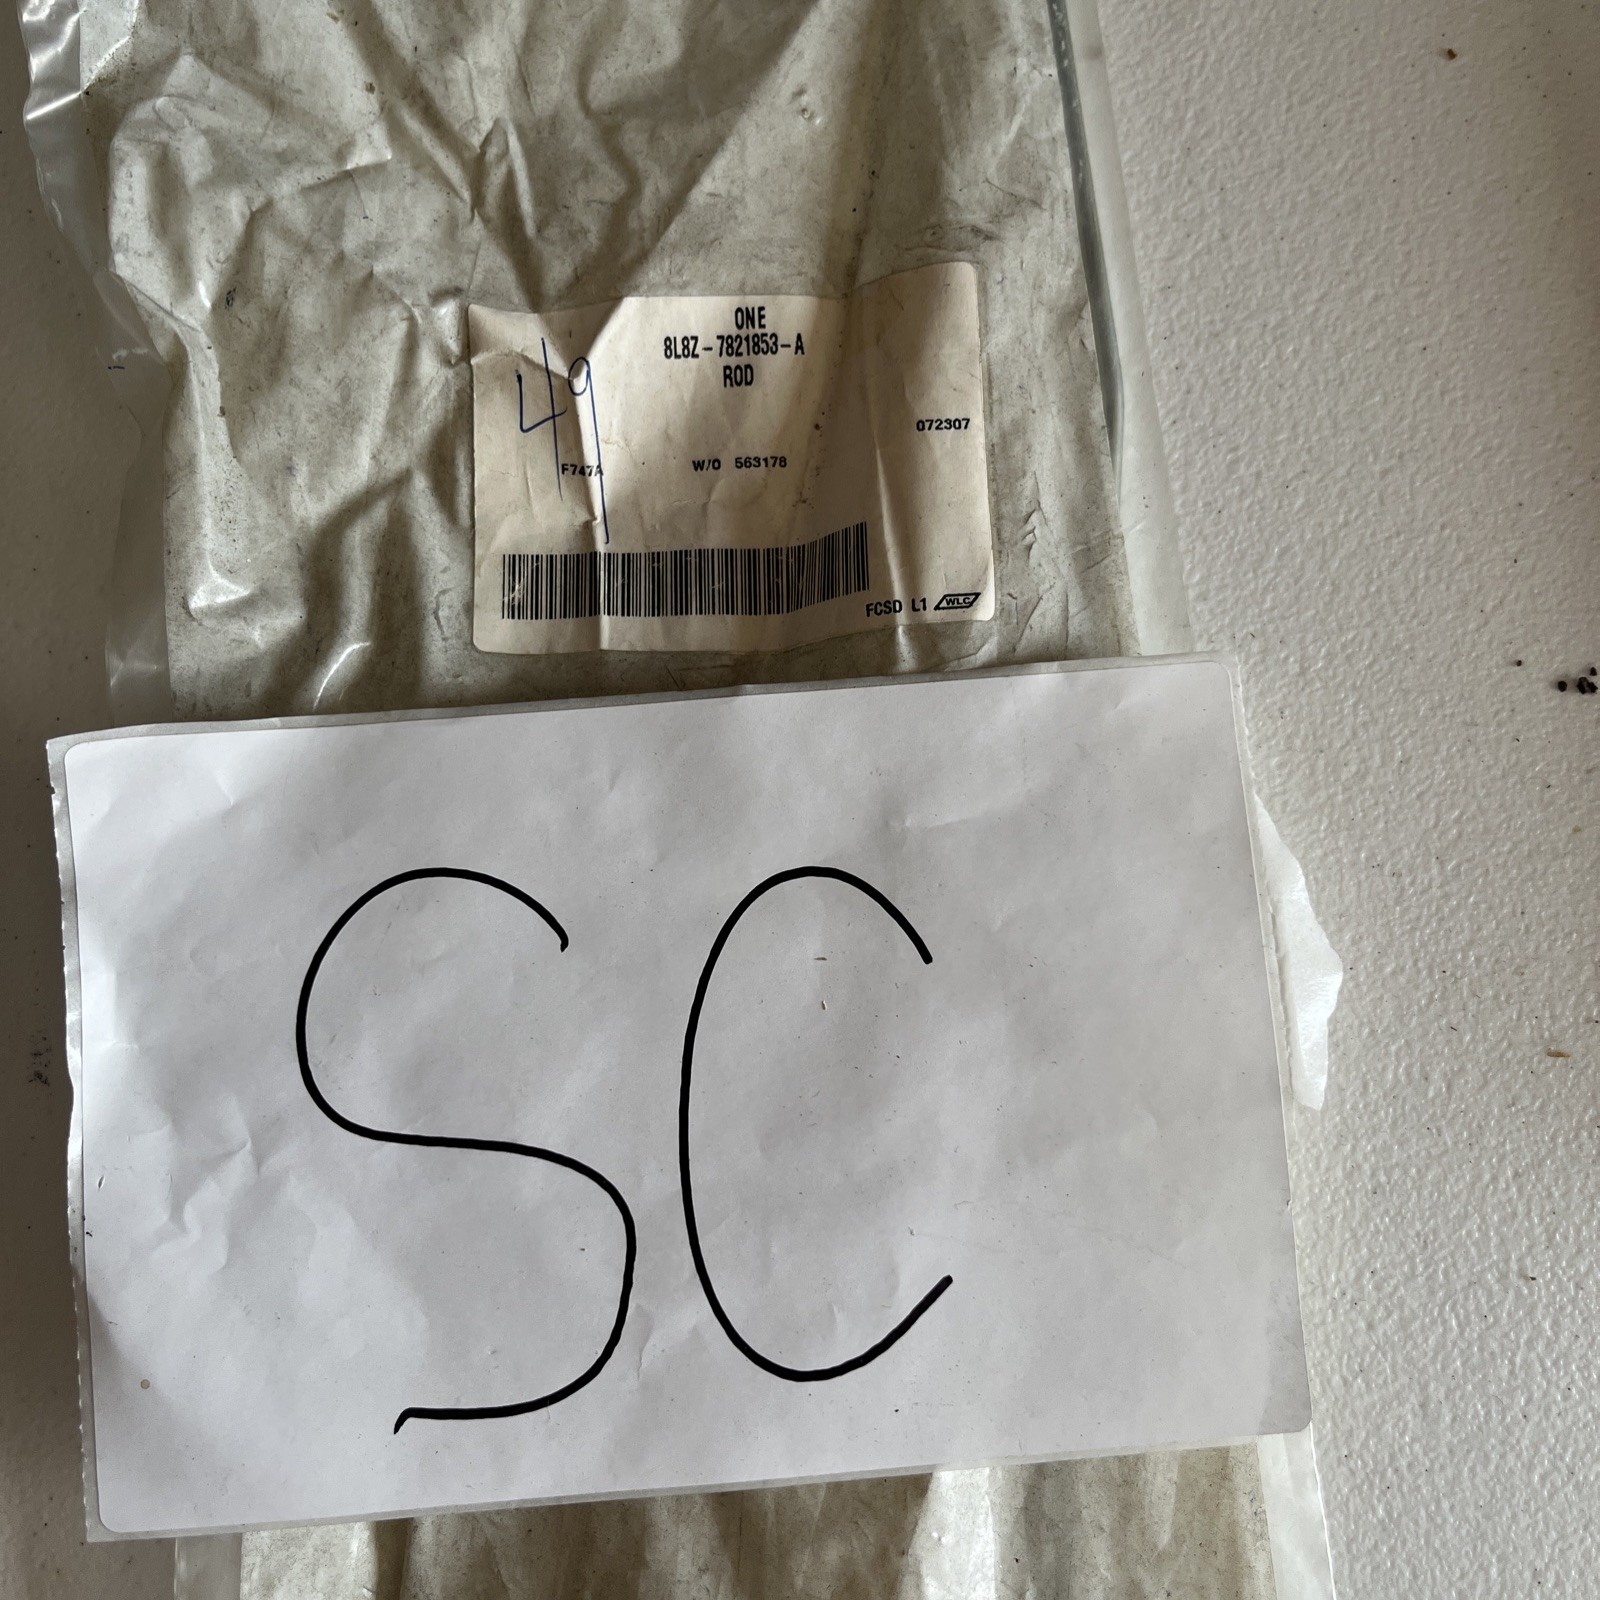 ONE
8L8Z-7821853-A
ROD
49
072307
F747A
W/O 563178
FCSD L1 WLC
SC